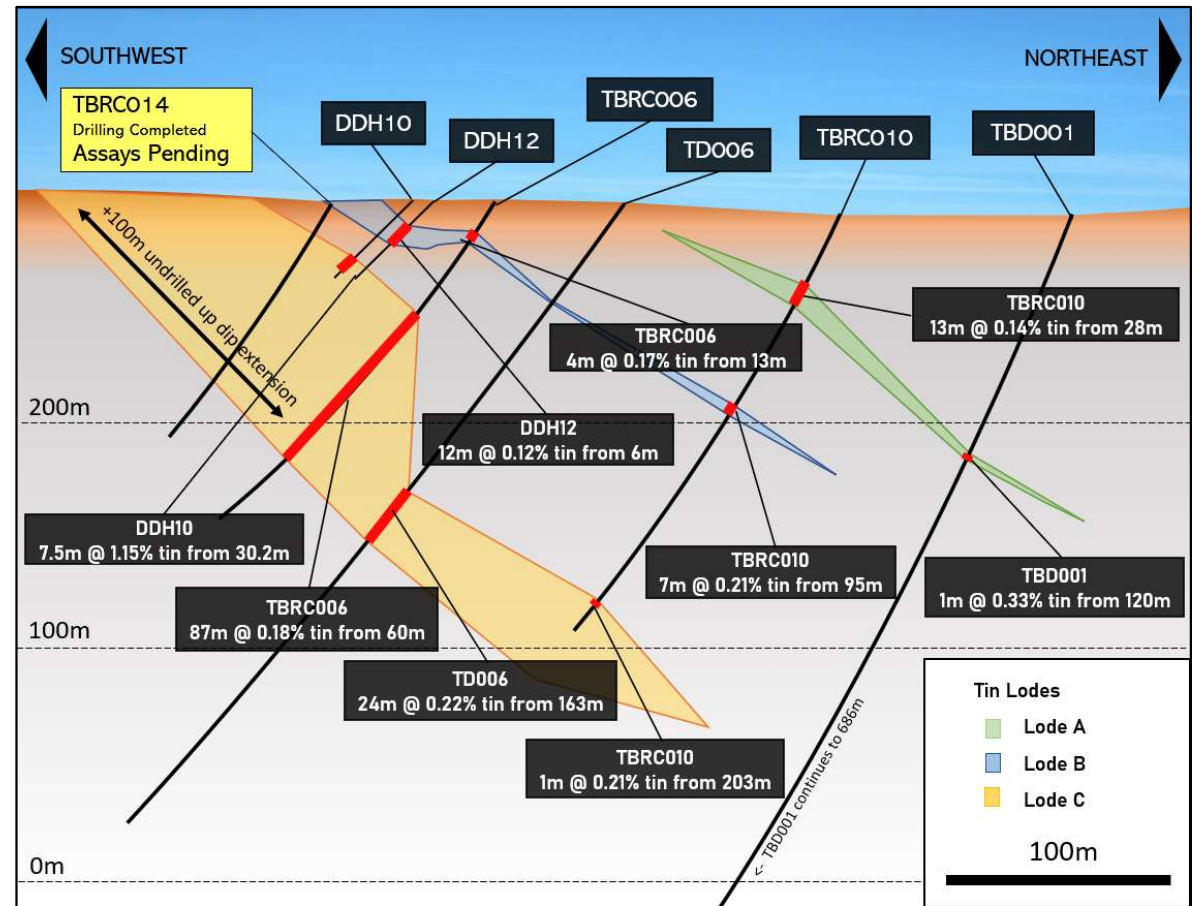 SOUTHWEST
NORTHEAST
TBRC014
Drilling Completed
Assays Pending
DDH10
DDH12
TBRC006
TD006
TBRC010
TBD001
+100m undrilled up dip extension
TBRC010
13m @ 0.14% tin from 28m
TBRC006
4m @ 0.17% tin from 13m
200m
DDH12
12m @ 0.12% tin from 6m
DDH10
7.5m @ 1.15% tin from 30.2m
TBRC010
7m @ 0.21% tin from 95m
TBD001
1m @ 0.33% tin from 120m
TBRC006
87m @ 0.18% tin from 60m
100m
TD006
24m @ 0.22% tin from 163m
TBRC010
1m @ 0.21% tin from 203m
<- TBD001 continues to 686m
0m
Tin Lodes
Lode A
Lode B
Lode C
100m